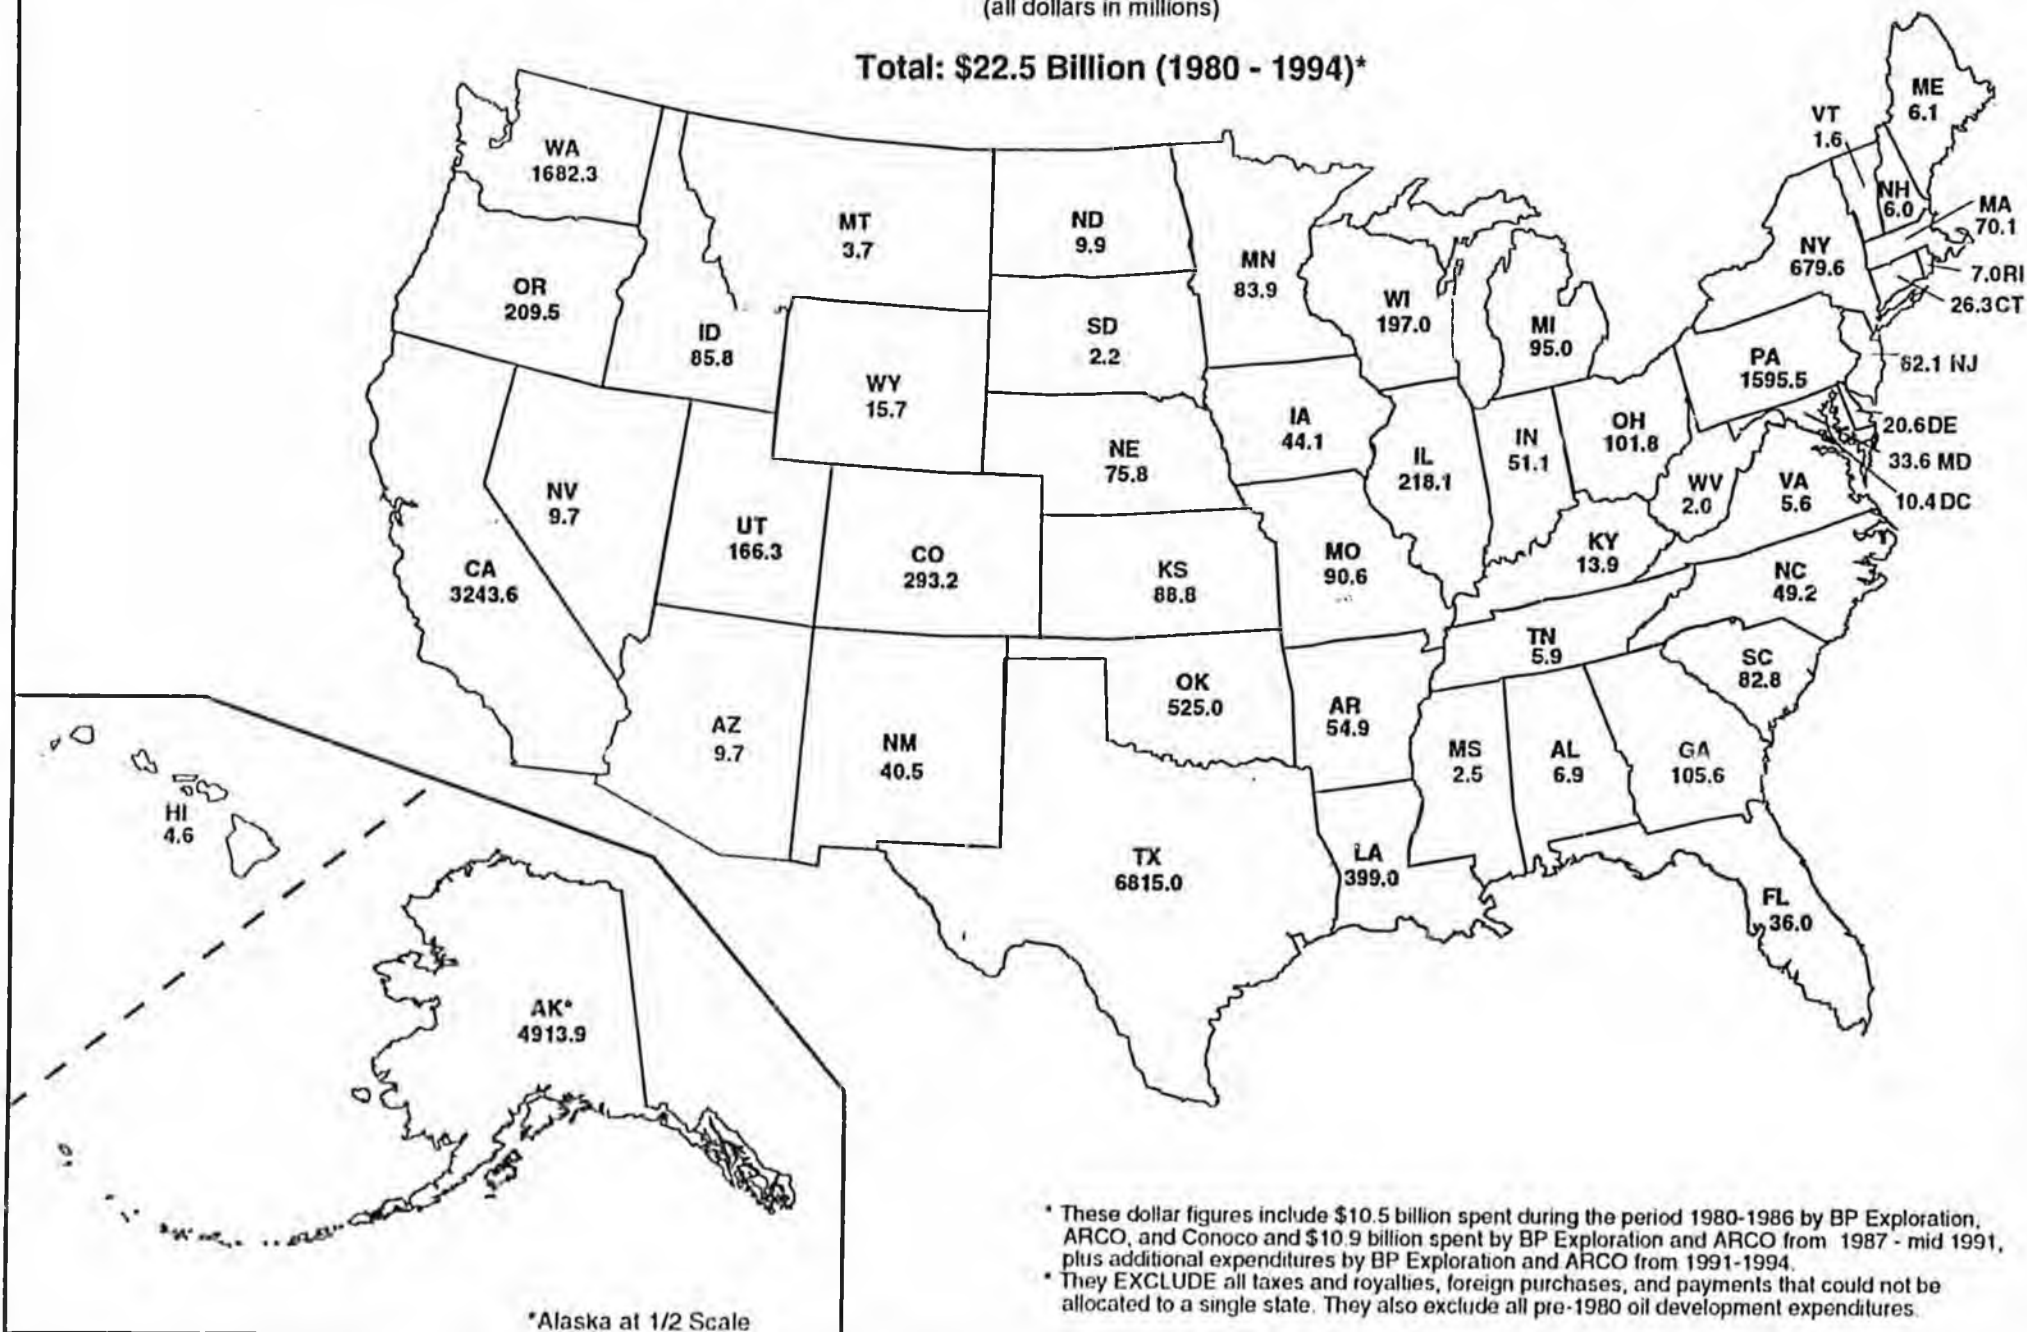 (all dollars in millions)
Total: $22.5 Billion (1980 - 1994)*
WA
1682.3
OR
209.5
ID
85.8
MT
3.7
ND
9.9
SD
2.2
WY
15.7
NE
75.8
MN
83.9
WI
197.0
MI
95.0
IA
44.1
IL
218.1
IN
51.1
OH
101.8
PA
1595.5
NY
679.6
VT
1.6
NH
6.0
ME
6.1
MA
70.1
7.0RI
26.3CT
62.1 NJ
20.6DE
33.6 MD
10.4DC
WV
2.0
VA
5.6
KY
13.9
NC
49.2
TN
5.9
SC
82.8
CA
3243.6
NV
9.7
UT
166.3
CO
293.2
KS
88.8
MO
90.6
AZ
9.7
NM
40.5
OK
525.0
AR
54.9
MS
2.5
AL
6.9
GA
105.6
TX
6815.0
LA
399.0
FL
36.0
HI
4.6
AK*
4913.9
*Alaska at 1/2 Scale
* These dollar figures include $10.5 billion spent during the period 1980-1986 by BP Exploration,
ARCO, and Conoco and $10.9 billion spent by BP Exploration and ARCO from 1987 - mid 1991,
plus additional expenditures by BP Exploration and ARCO from 1991-1994.
* They EXCLUDE all taxes and royalties, foreign purchases, and payments that could not be
allocated to a single state. They also exclude all pre-1980 oil development expenditures.